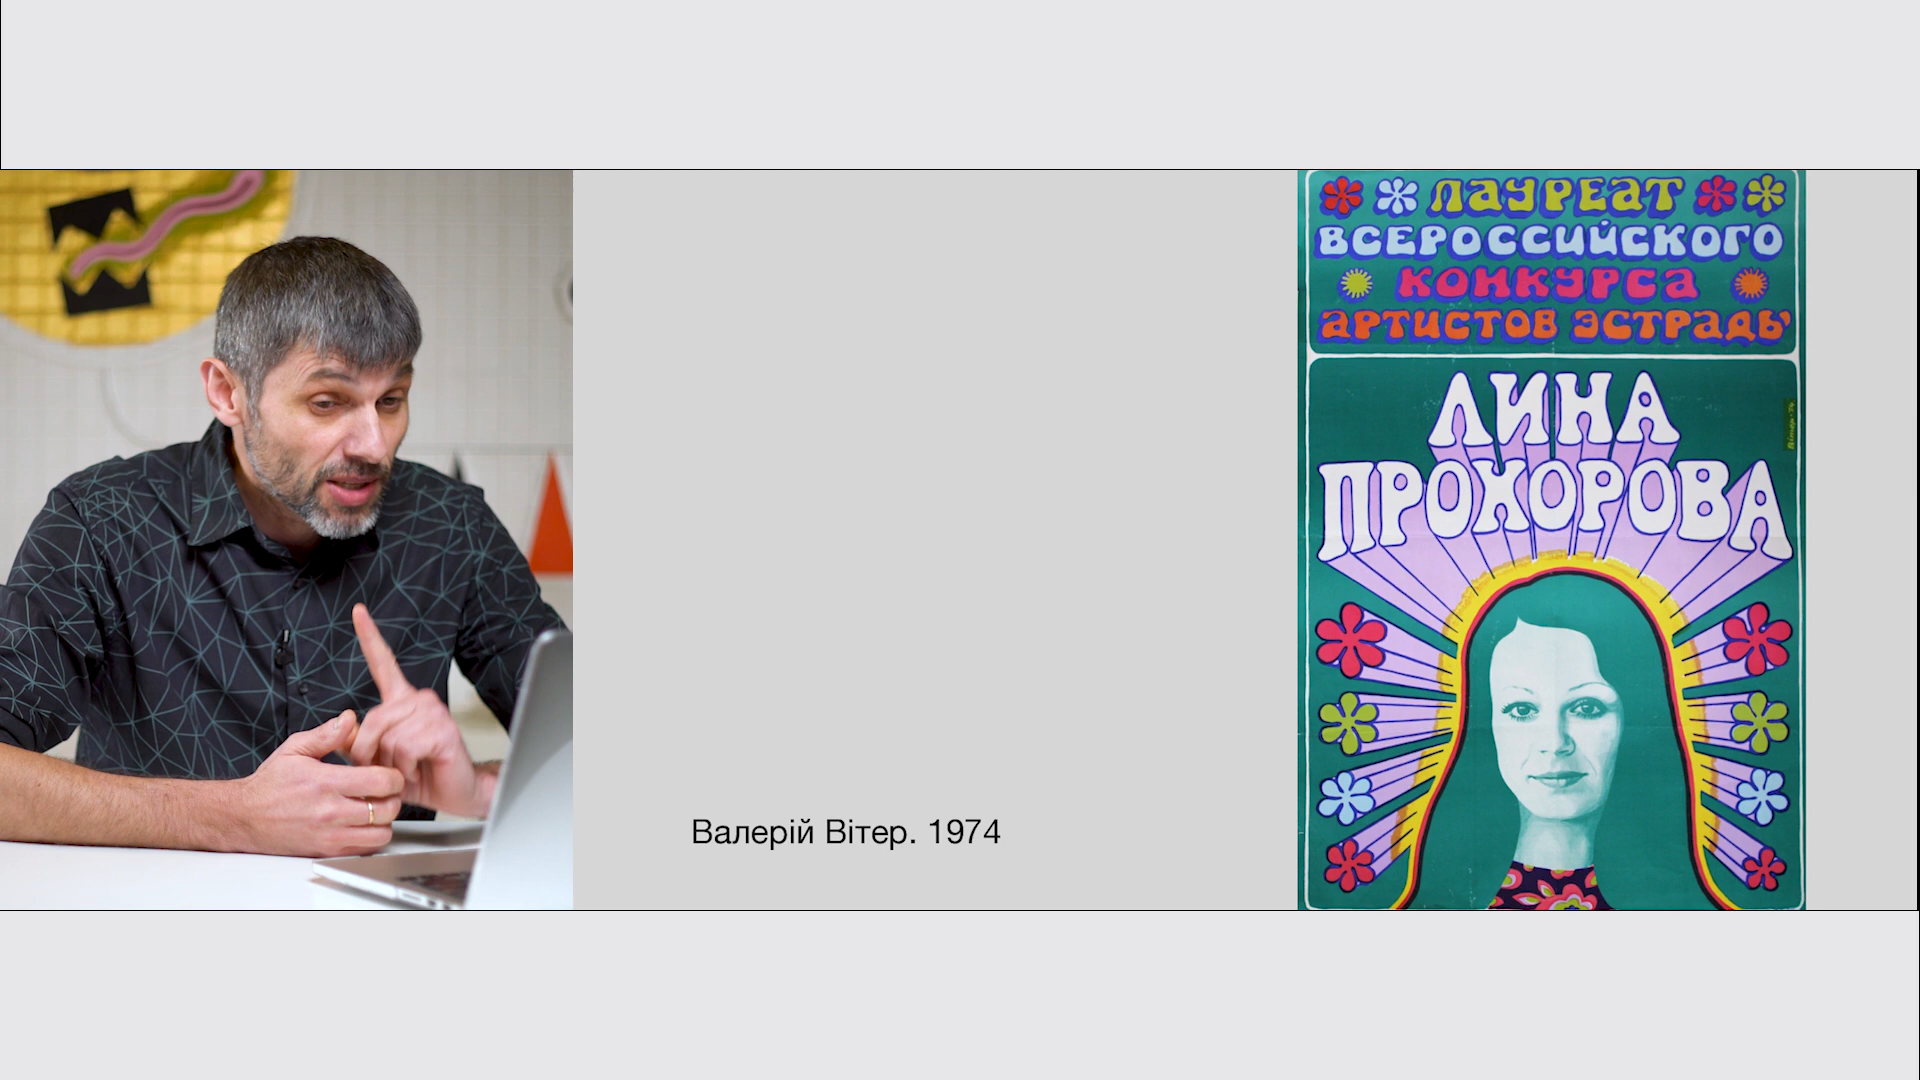 Валерій Вітер. 1974
ЛАУРЕАТ
ВСЕРОССИЙСКОГО
КОНКУРСА
АРТИСТОВ ЭСТРАДЫ
ЛИНА
ПРОХОРОВА